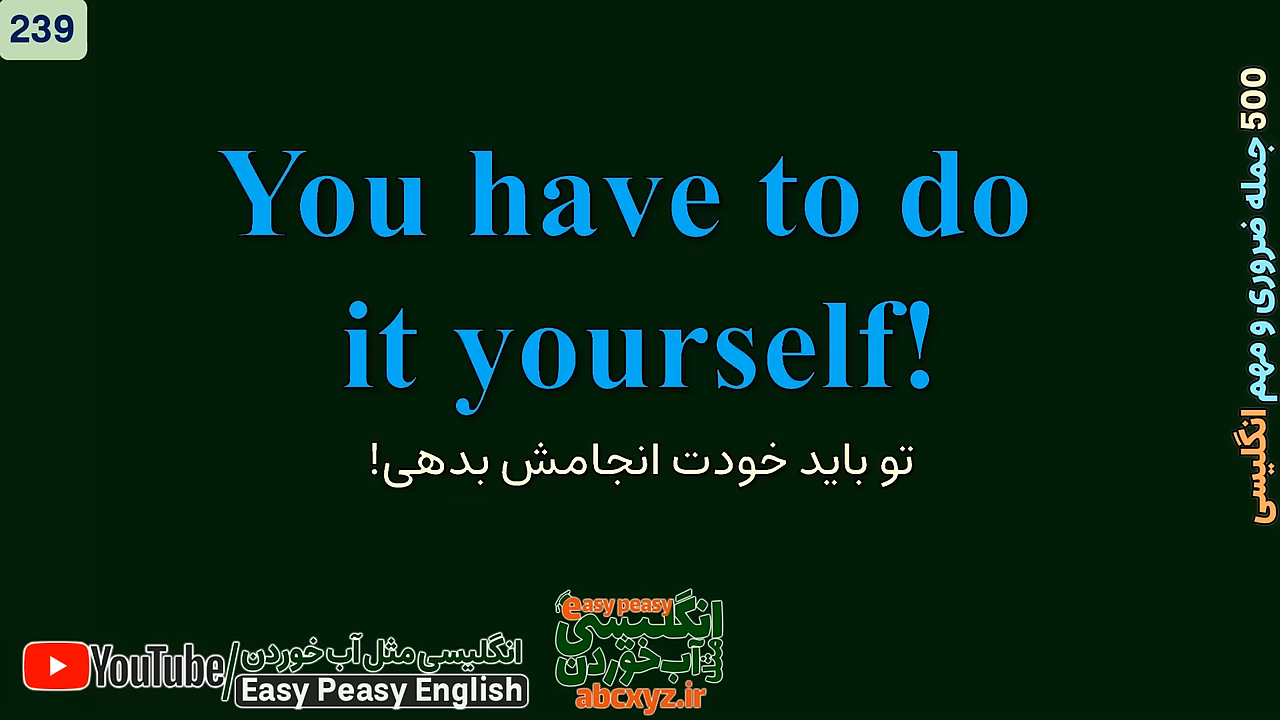 239
You have to do
it yourself!
تو باید خودت انجامش بدهی!
500 جمله ضروری و مهم انگلیسی
YouTube/انگلیسی مثل آب خوردن
Easy Peasy English
easy peasy
انگلیسی
مثل آب خوردن
abcxyz.ir